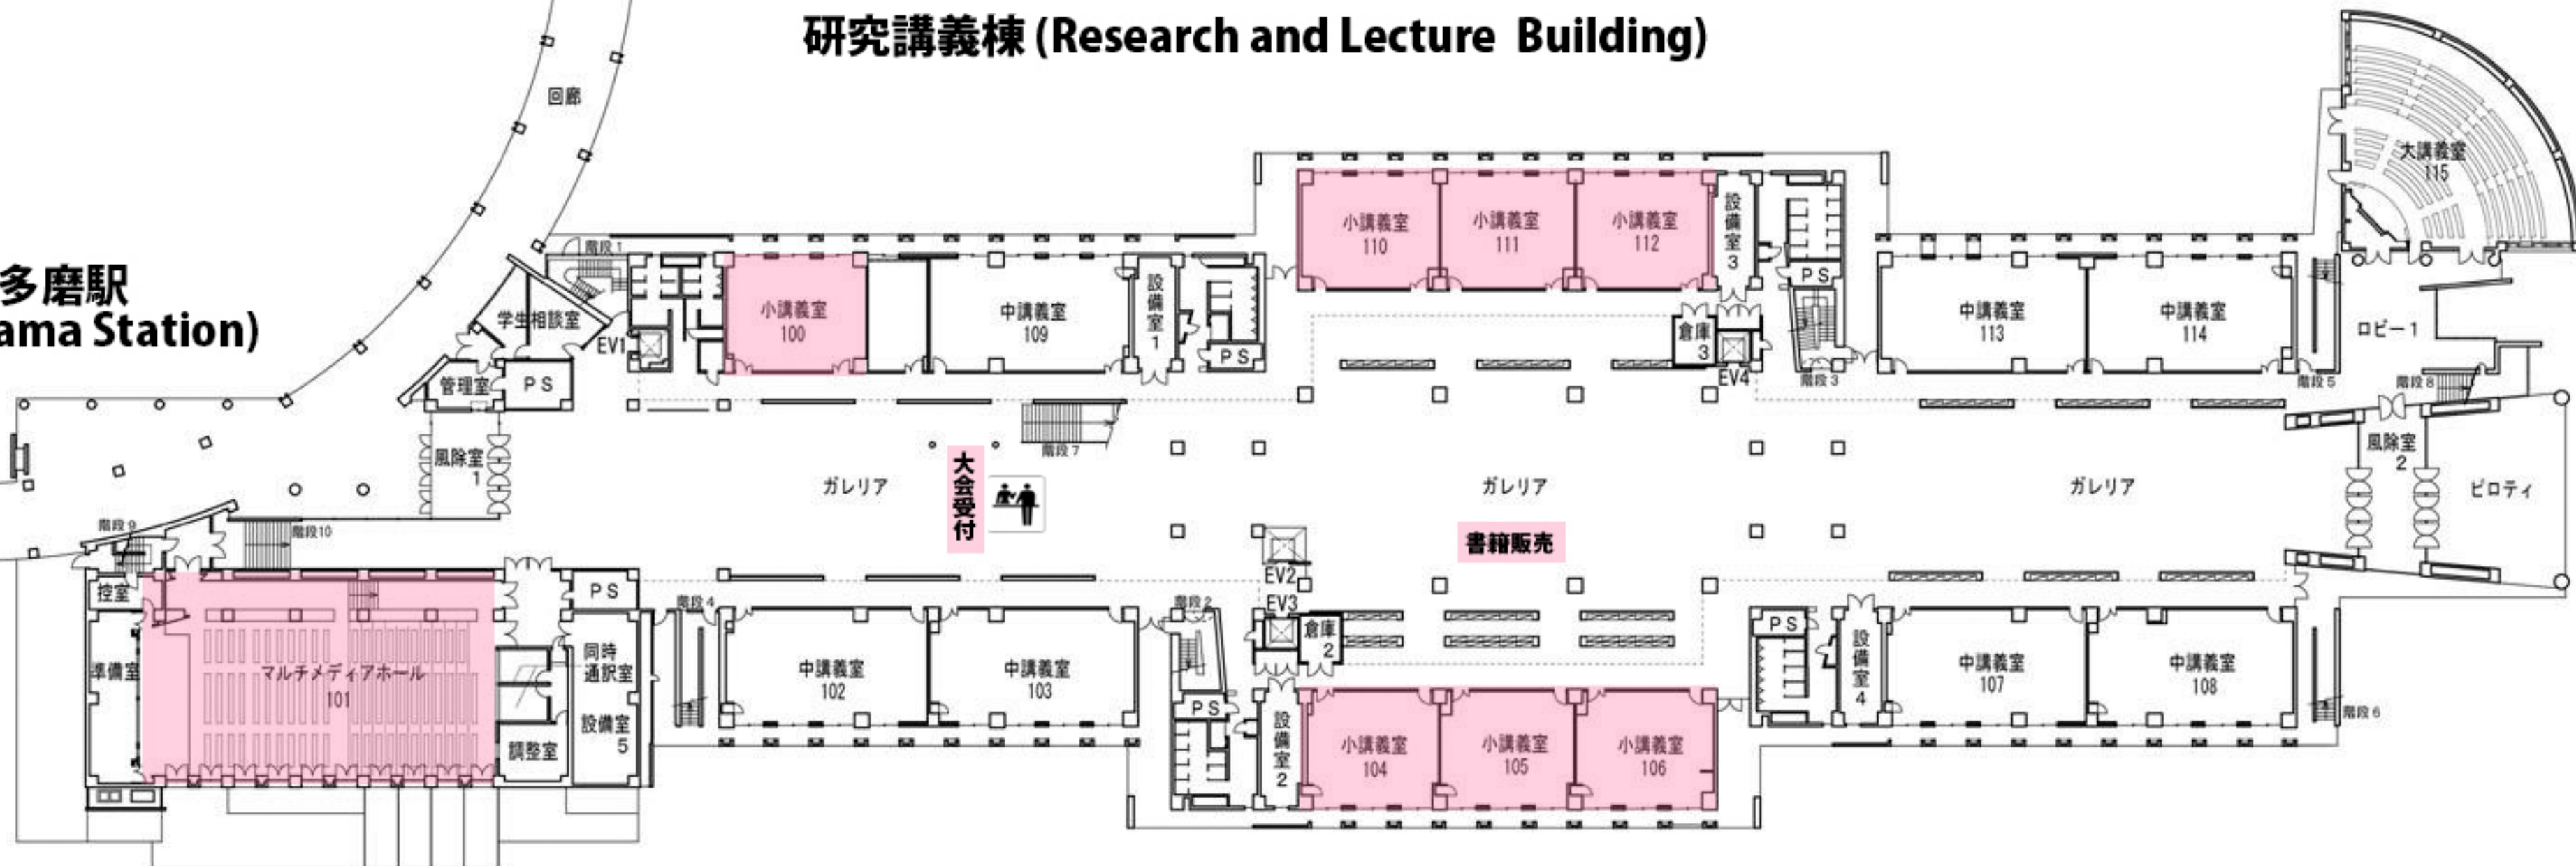 研究講義棟 (Research and Lecture Building)
回廊
大講義室
115
小講義室
110
小講義室
111
小講義室
112
設備室3
PS
階段1
多磨駅
ama Station)
学生相談室
EV1
小講義室
100
中講義室
109
設備室1
PS
倉庫
3
EV4
階段3
中講義室
113
中講義室
114
ロビー1
階段5
階段8
管理室
PS
風除室
1
階段7
ガレリア
大会受付
ガレリア
書籍販売
ガレリア
風除室
2
ピロティ
階段9
階段10
控室
PS
準備室
マルチメディアホール
101
同時
通訳室
設備室
5
調整室
階段4
中講義室
102
中講義室
103
階段2
EV2
EV3
倉庫
2
PS
設備室2
小講義室
104
小講義室
105
小講義室
106
PS
設備室4
中講義室
107
中講義室
108
階段6